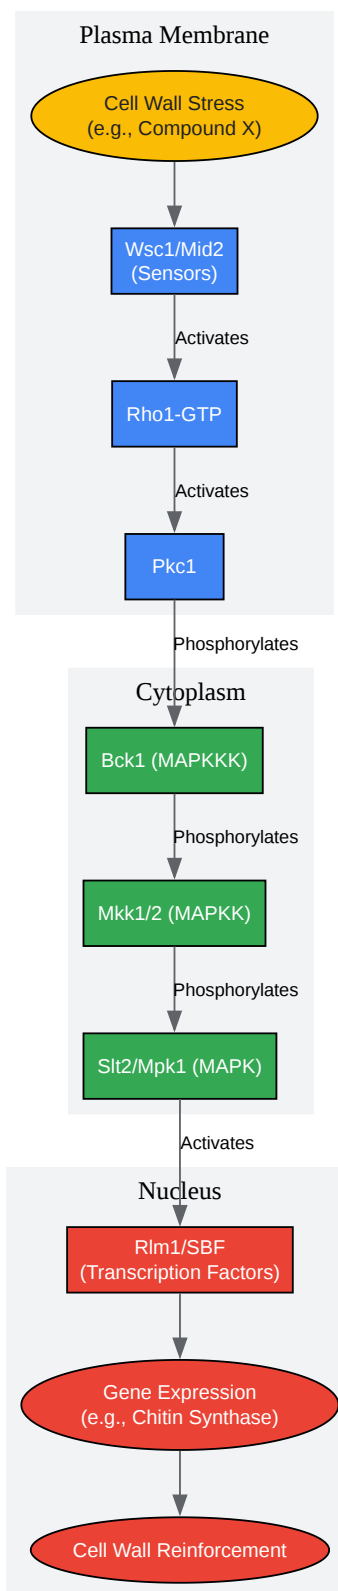 Plasma Membrane
Cell Wall Stress
(e.g., Compound X)
Wsc1/Mid2
(Sensors)
Activates
Rho1-GTP
Activates
Pkc1
Phosphorylates
Cytoplasm
Bck1 (MAPKKK)
Phosphorylates
Mkk1/2 (MAPKK)
Phosphorylates
Slt2/Mpk1 (MAPK)
Activates
Nucleus
Rlm1/SBF
(Transcription Factors)
Gene Expression
(e.g., Chitin Synthase)
Cell Wall Reinforcement